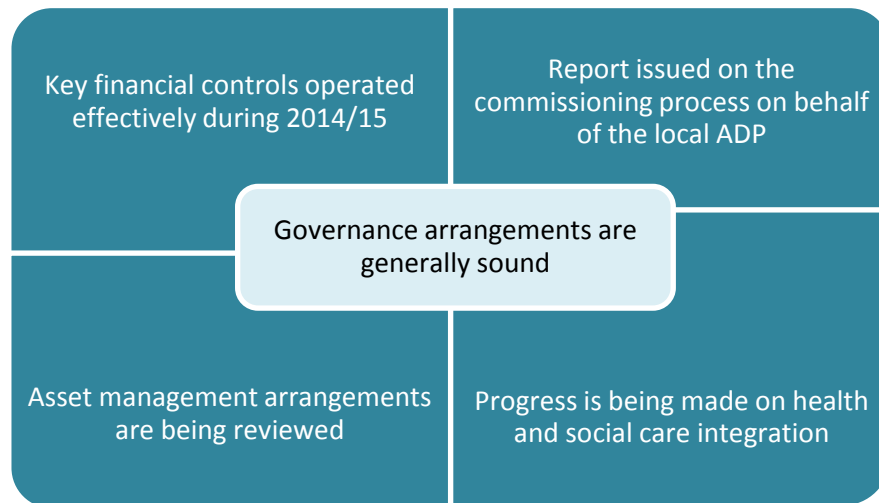 Key financial controls operated
effectively during 2014/15
Report issued on the
commissioning process on behalf
of the local ADP
Governance arrangements are
generally sound
Asset management arrangements
are being reviewed
Progress is being made on health
and social care integration